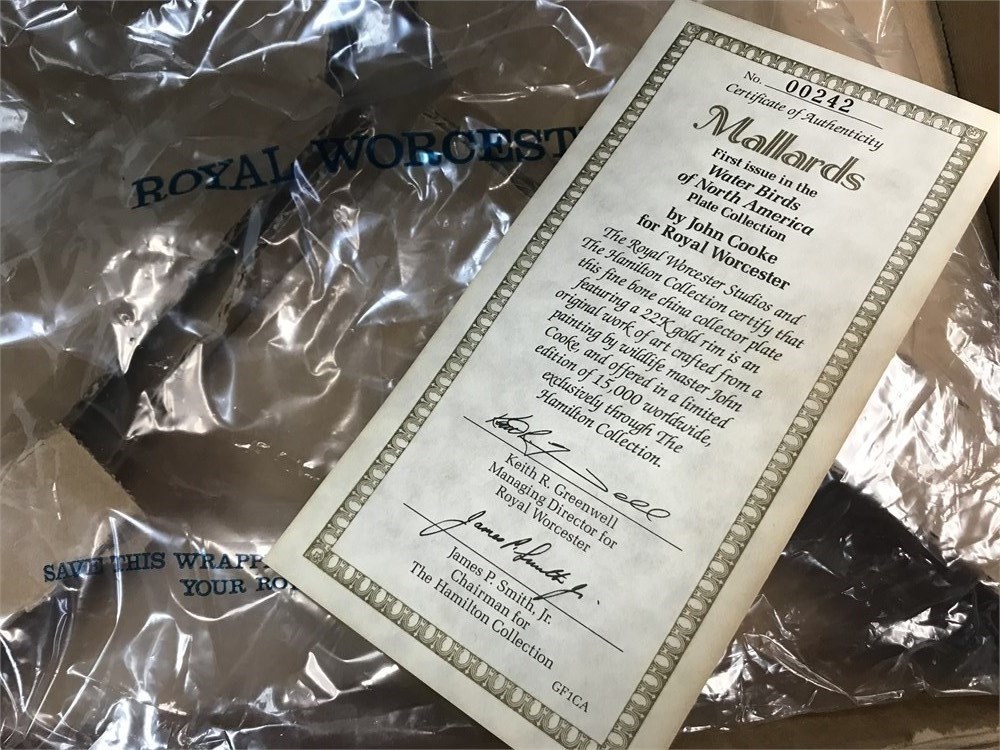 ROYAL WORCEST
SAVE THIS WRAPP
YOUR RO
No. 00242
Certificate of Authenticity
Mallards
First issue in the
Water Birds
of North America
Plate Collection
by John Cooke
for Royal Worcester
The Royal Worcester Studios and
The Hamilton Collection certify that
this fine bone china collector plate
featuring a 22K gold rim is an
original work of art crafted from a
painting by wildlife master John
Cooke, and offered in a limited
edition of 15,000 worldwide,
exclusively through The
Hamilton Collection.
Keith R. Greenwell
Managing Director for
Royal Worcester
James P. Smith, Jr.
James P. Smith, Jr.
Chairman for
The Hamilton Collection
GF1CA